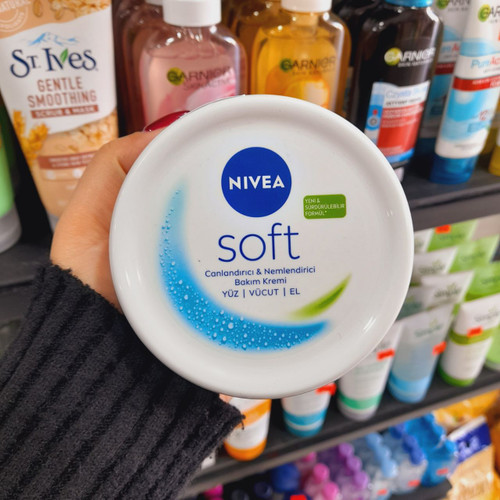 St. Ives
GENTLE
SMOOTHING
SCRUB & MASK
GARNIER
GARNIER
GARNIER
NIVEA
YENİ &
SÜRDÜRÜLEBİLİR
FORMÜL*
soft
Canlandırıcı & Nemlendirici
Bakım Kremi
YÜZ | VÜCUT | EL